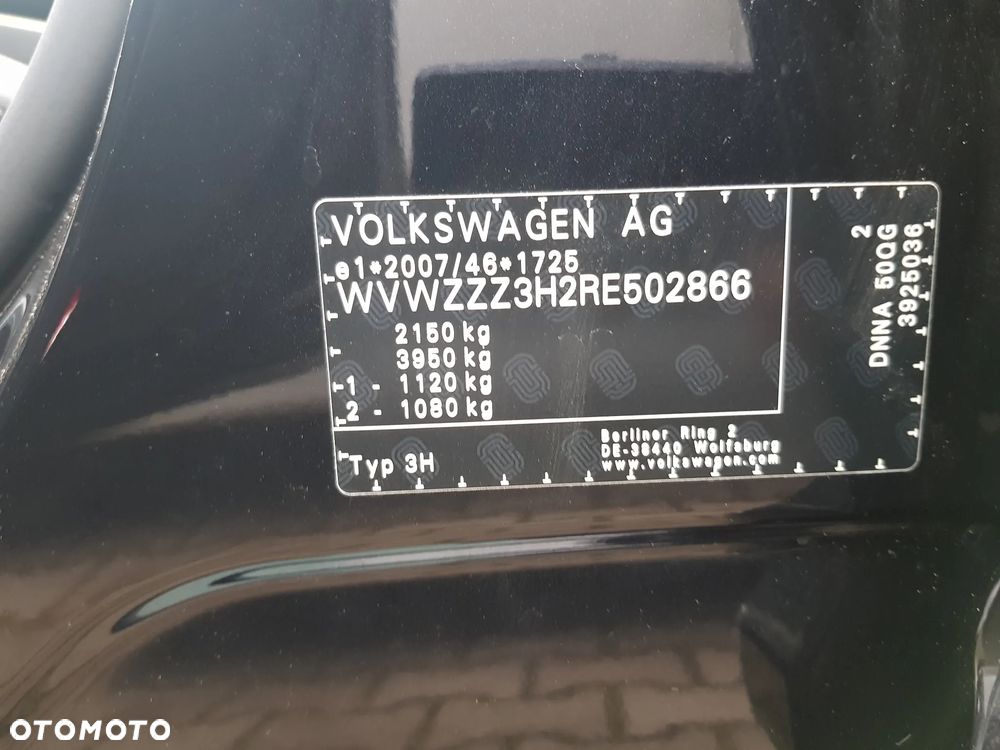 VOLKSWAGEN AG
e1*2007/46*1725
WVWZZZ3H2RE502866
2150 kg
3950 kg
1 - 1120 kg
2 - 1080 kg
Typ 3H
Berliner Ring 2
DE-38440 Wolfsburg
www.volkswagen.com
2
DNNA 50QG
3925036
OTOMOTO